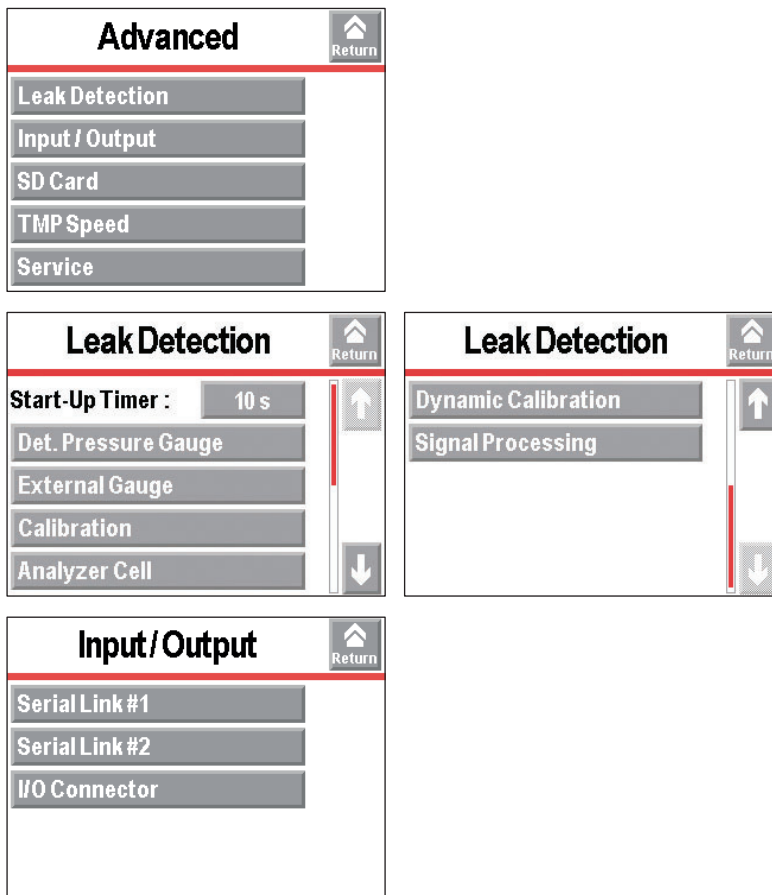 Advanced
Return
Leak Detection
Input / Output
SD Card
TMP Speed
Service
Leak Detection
Return
Start-Up Timer : 10 s
Det. Pressure Gauge
External Gauge
Calibration
Analyzer Cell
Leak Detection
Return
Dynamic Calibration
Signal Processing
Input / Output
Return
Serial Link #1
Serial Link #2
I/O Connector